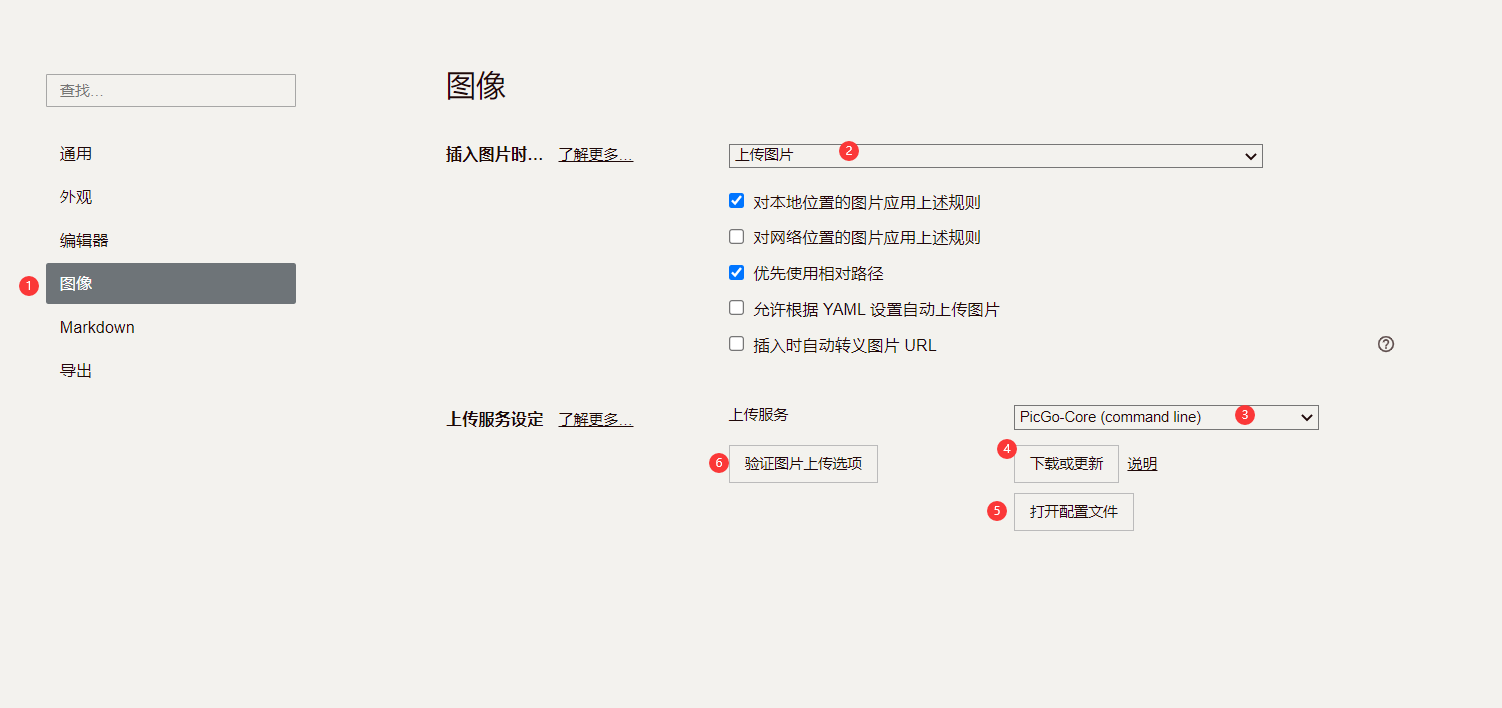 图像
查找...
通用
外观
编辑器
1 图像
Markdown
导出
插入图片时... 了解更多... 上传图片 2
对本地位置的图片应用上述规则
对网络位置的图片应用上述规则
优先使用相对路径
允许根据 YAML 设置自动上传图片
插入时自动转义图片 URL ?
上传服务设定 了解更多... 上传服务 PicGo-Core (command line) 3
6 验证图片上传选项 4 下载或更新 说明
5 打开配置文件